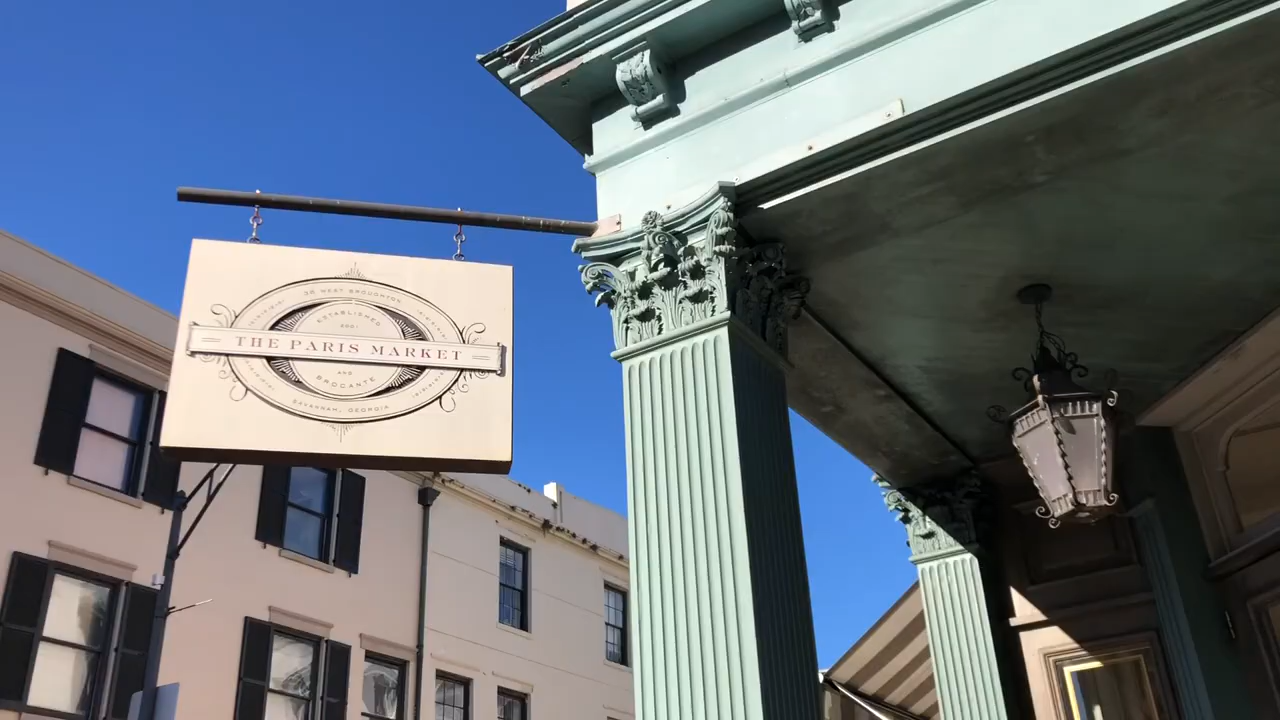 36 WEST BROUGHTON
ESTABLISHED
2001
THE PARIS MARKET
AND
BROCANTE
SAVANNAH, GEORGIA